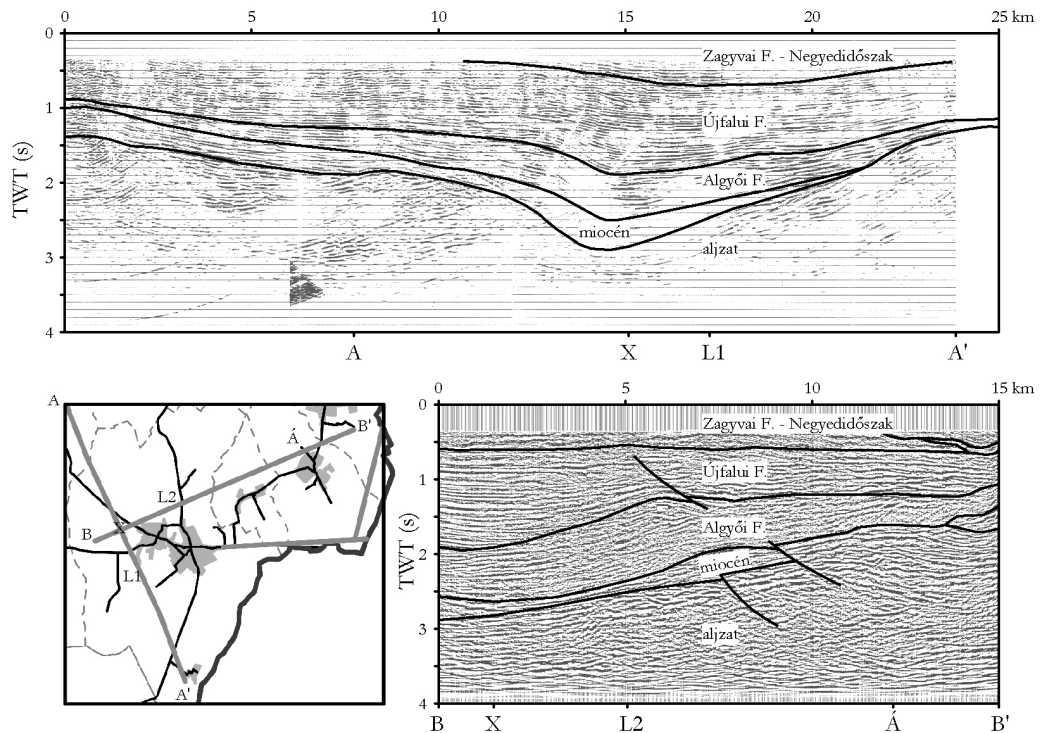 0 5 10 15 20 25 km
0
Zagyvai F. - Negyedidőszak
1
Újfalui F.
TWT (s)
2
Algyői F.
miocén
aljzat
3
4
A X L1 A'
A
B'
Á
L2
B
X
L1
A'
0 5 10 15 km
0
Zagyvai F. - Negyedidőszak
Újfalui F.
1
Algyői F.
TWT (s)
2
miocén
aljzat
3
4
B X L2 Á B'